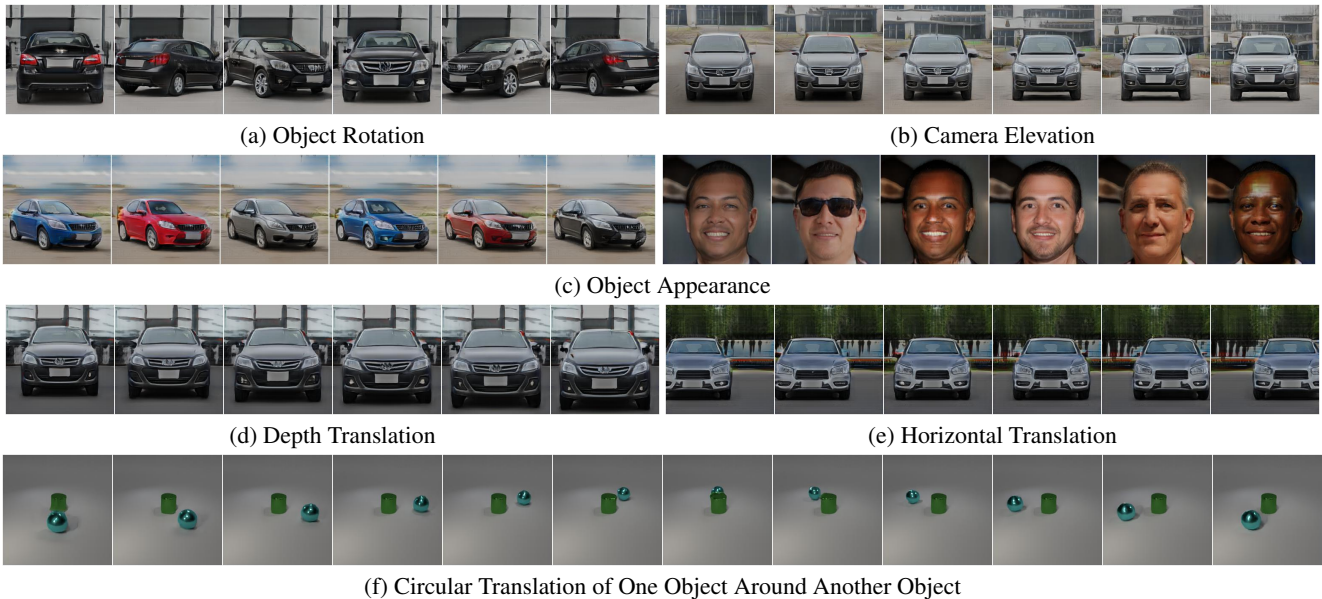 (a) Object Rotation
(b) Camera Elevation
(c) Object Appearance
(d) Depth Translation
(e) Horizontal Translation
(f) Circular Translation of One Object Around Another Object